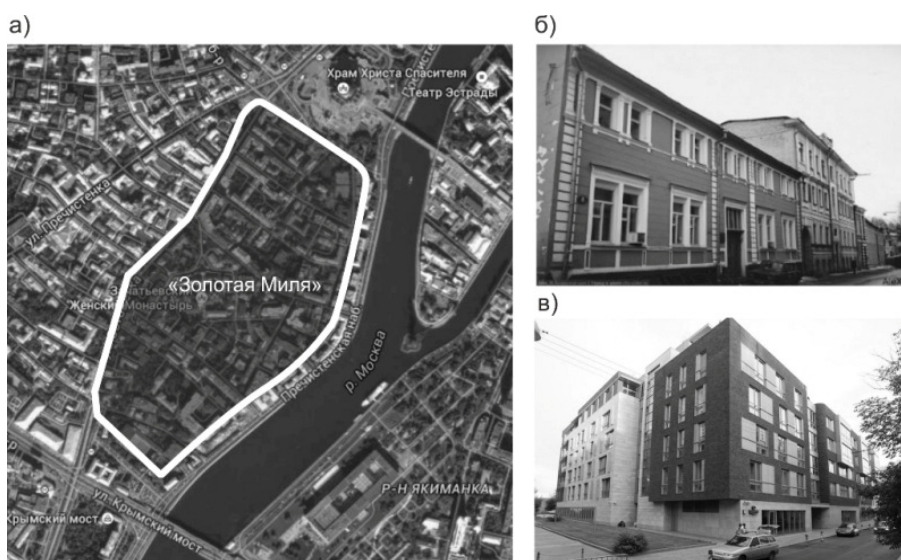 а)
Храм Христа Спасителя
Театр Эстрады
ул. Пречистенка
«Золотая Миля»
Женский Монастырь
Пречистенская наб
р. Москва
Р-Н ЯКИМАНКА
ул. Крымский мост
Крымский мост
б)
в)